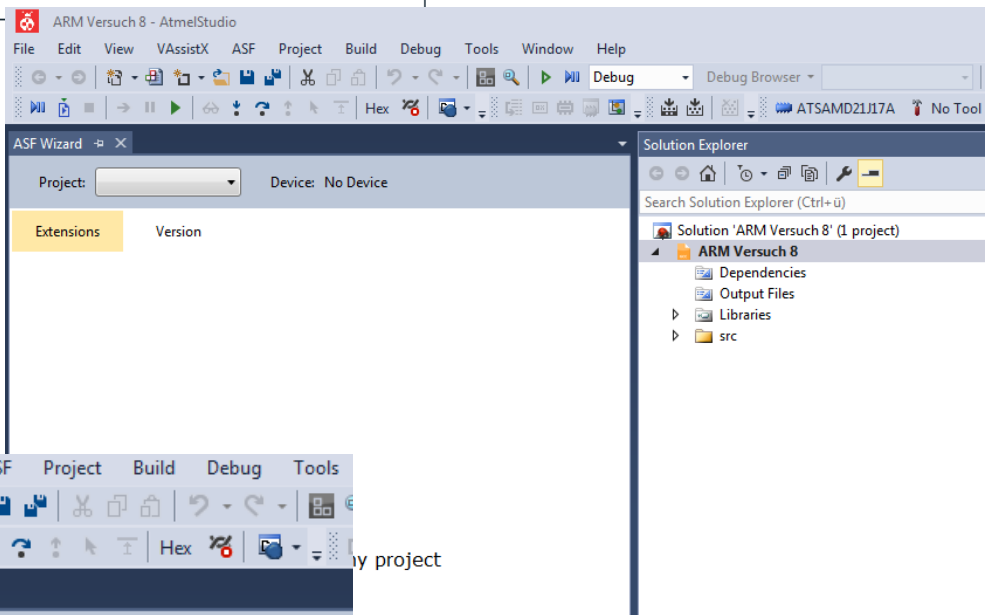 ARM Versuch 8 - AtmelStudio
File Edit View VAssistX ASF Project Build Debug Tools Window Help
Debug Debug Browser
Hex ATSAMD21J17A No Tool
ASF Wizard
Project: Device: No Device
Extensions Version
Solution Explorer
Search Solution Explorer (Ctrl+ü)
Solution 'ARM Versuch 8' (1 project)
ARM Versuch 8
Dependencies
Output Files
Libraries
src
Project Build Debug Tools
Hex
project